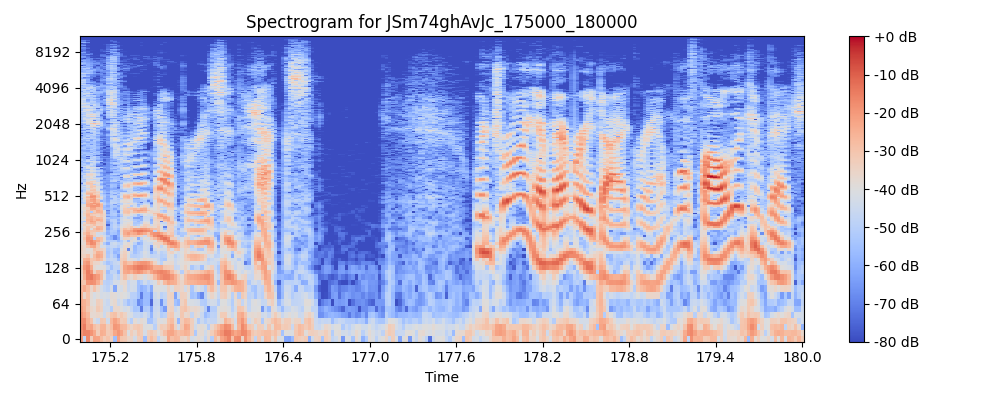 Spectrogram for JSm74ghAvJc_175000_180000
8192
4096
2048
1024
512
256
128
64
0
Hz
175.2 175.8 176.4 177.0 177.6 178.2 178.8 179.4 180.0
Time
+0 dB
-10 dB
-20 dB
-30 dB
-40 dB
-50 dB
-60 dB
-70 dB
-80 dB